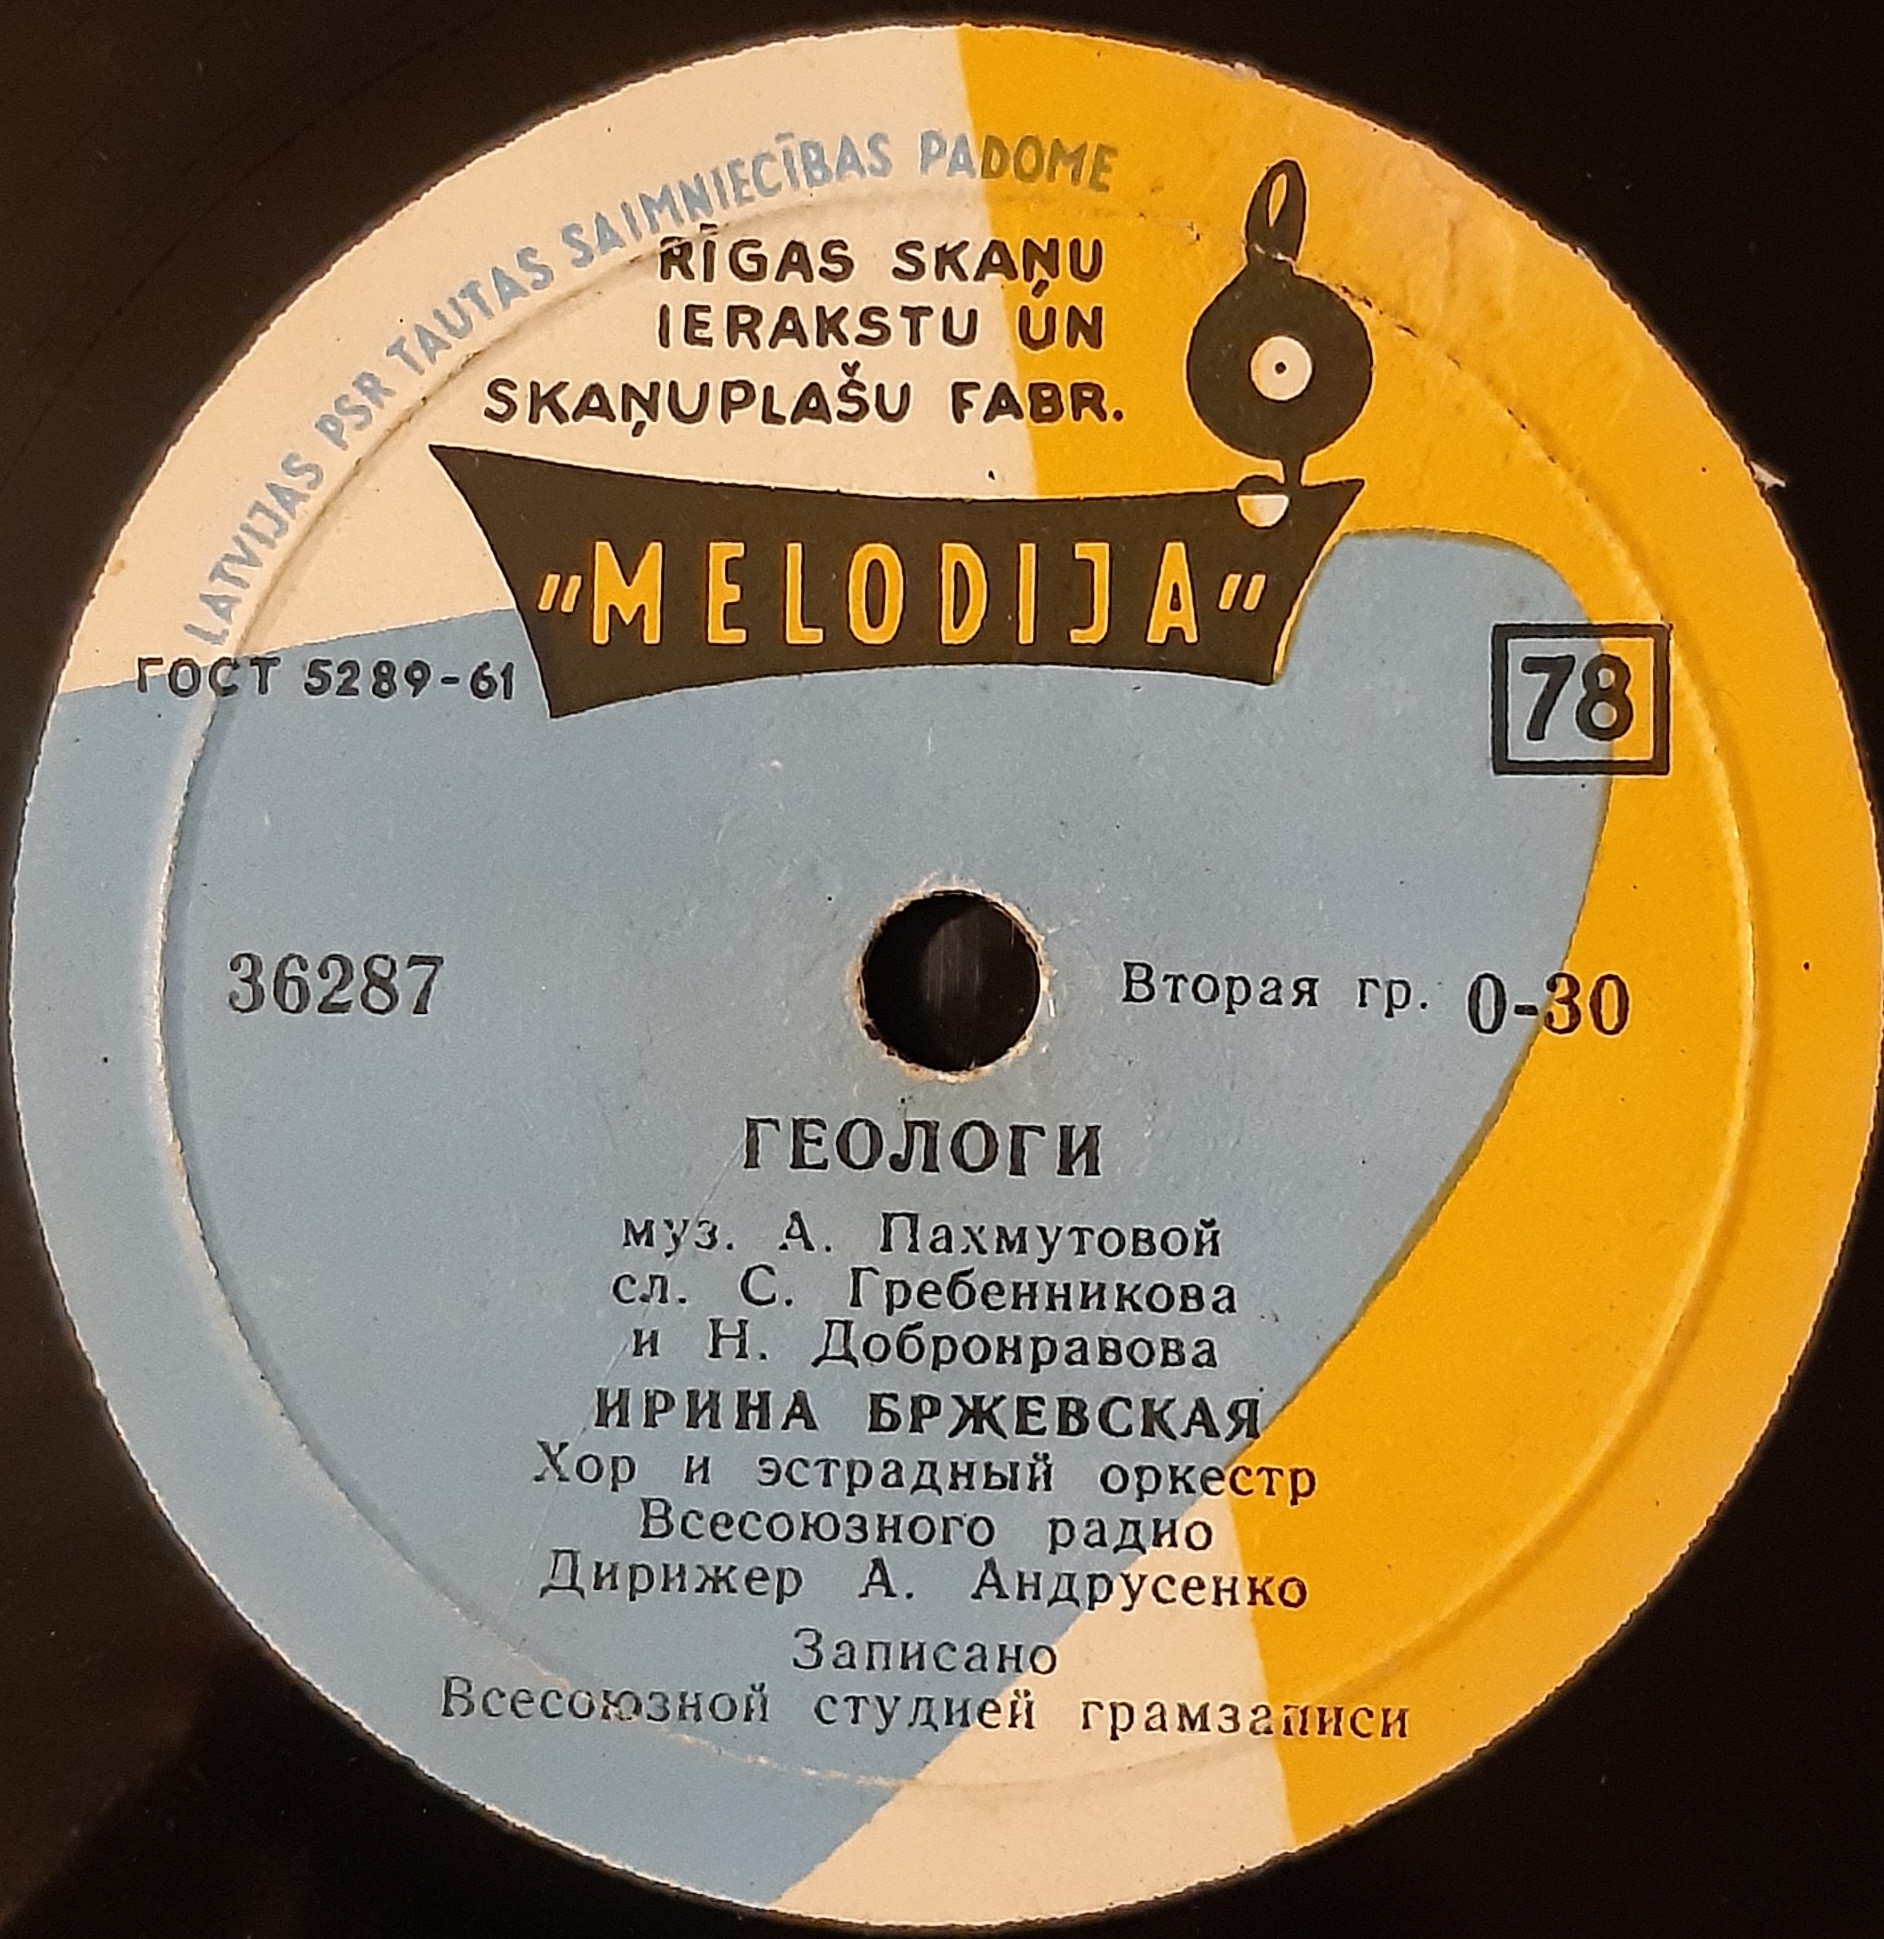 LATVIJAS PSR TAUTAS SAIMNIECĪBAS PADOME
RĪGAS SKAŅU
IERAKSTU UN
SKAŅUPLAŠU FABR.
"MELODIJA"
ГОСТ 5289-61
78
36287
Вторая гр. 0-30
ГЕОЛОГИ
муз. А. Пахмутовой
сл. С. Гребенникова
и Н. Добронравова
ИРИНА БРЖЕВСКАЯ
Хор и эстрадный оркестр
Всесоюзного радио
Дирижер А. Андрусенко
Записано
Всесоюзной студией грамзаписи